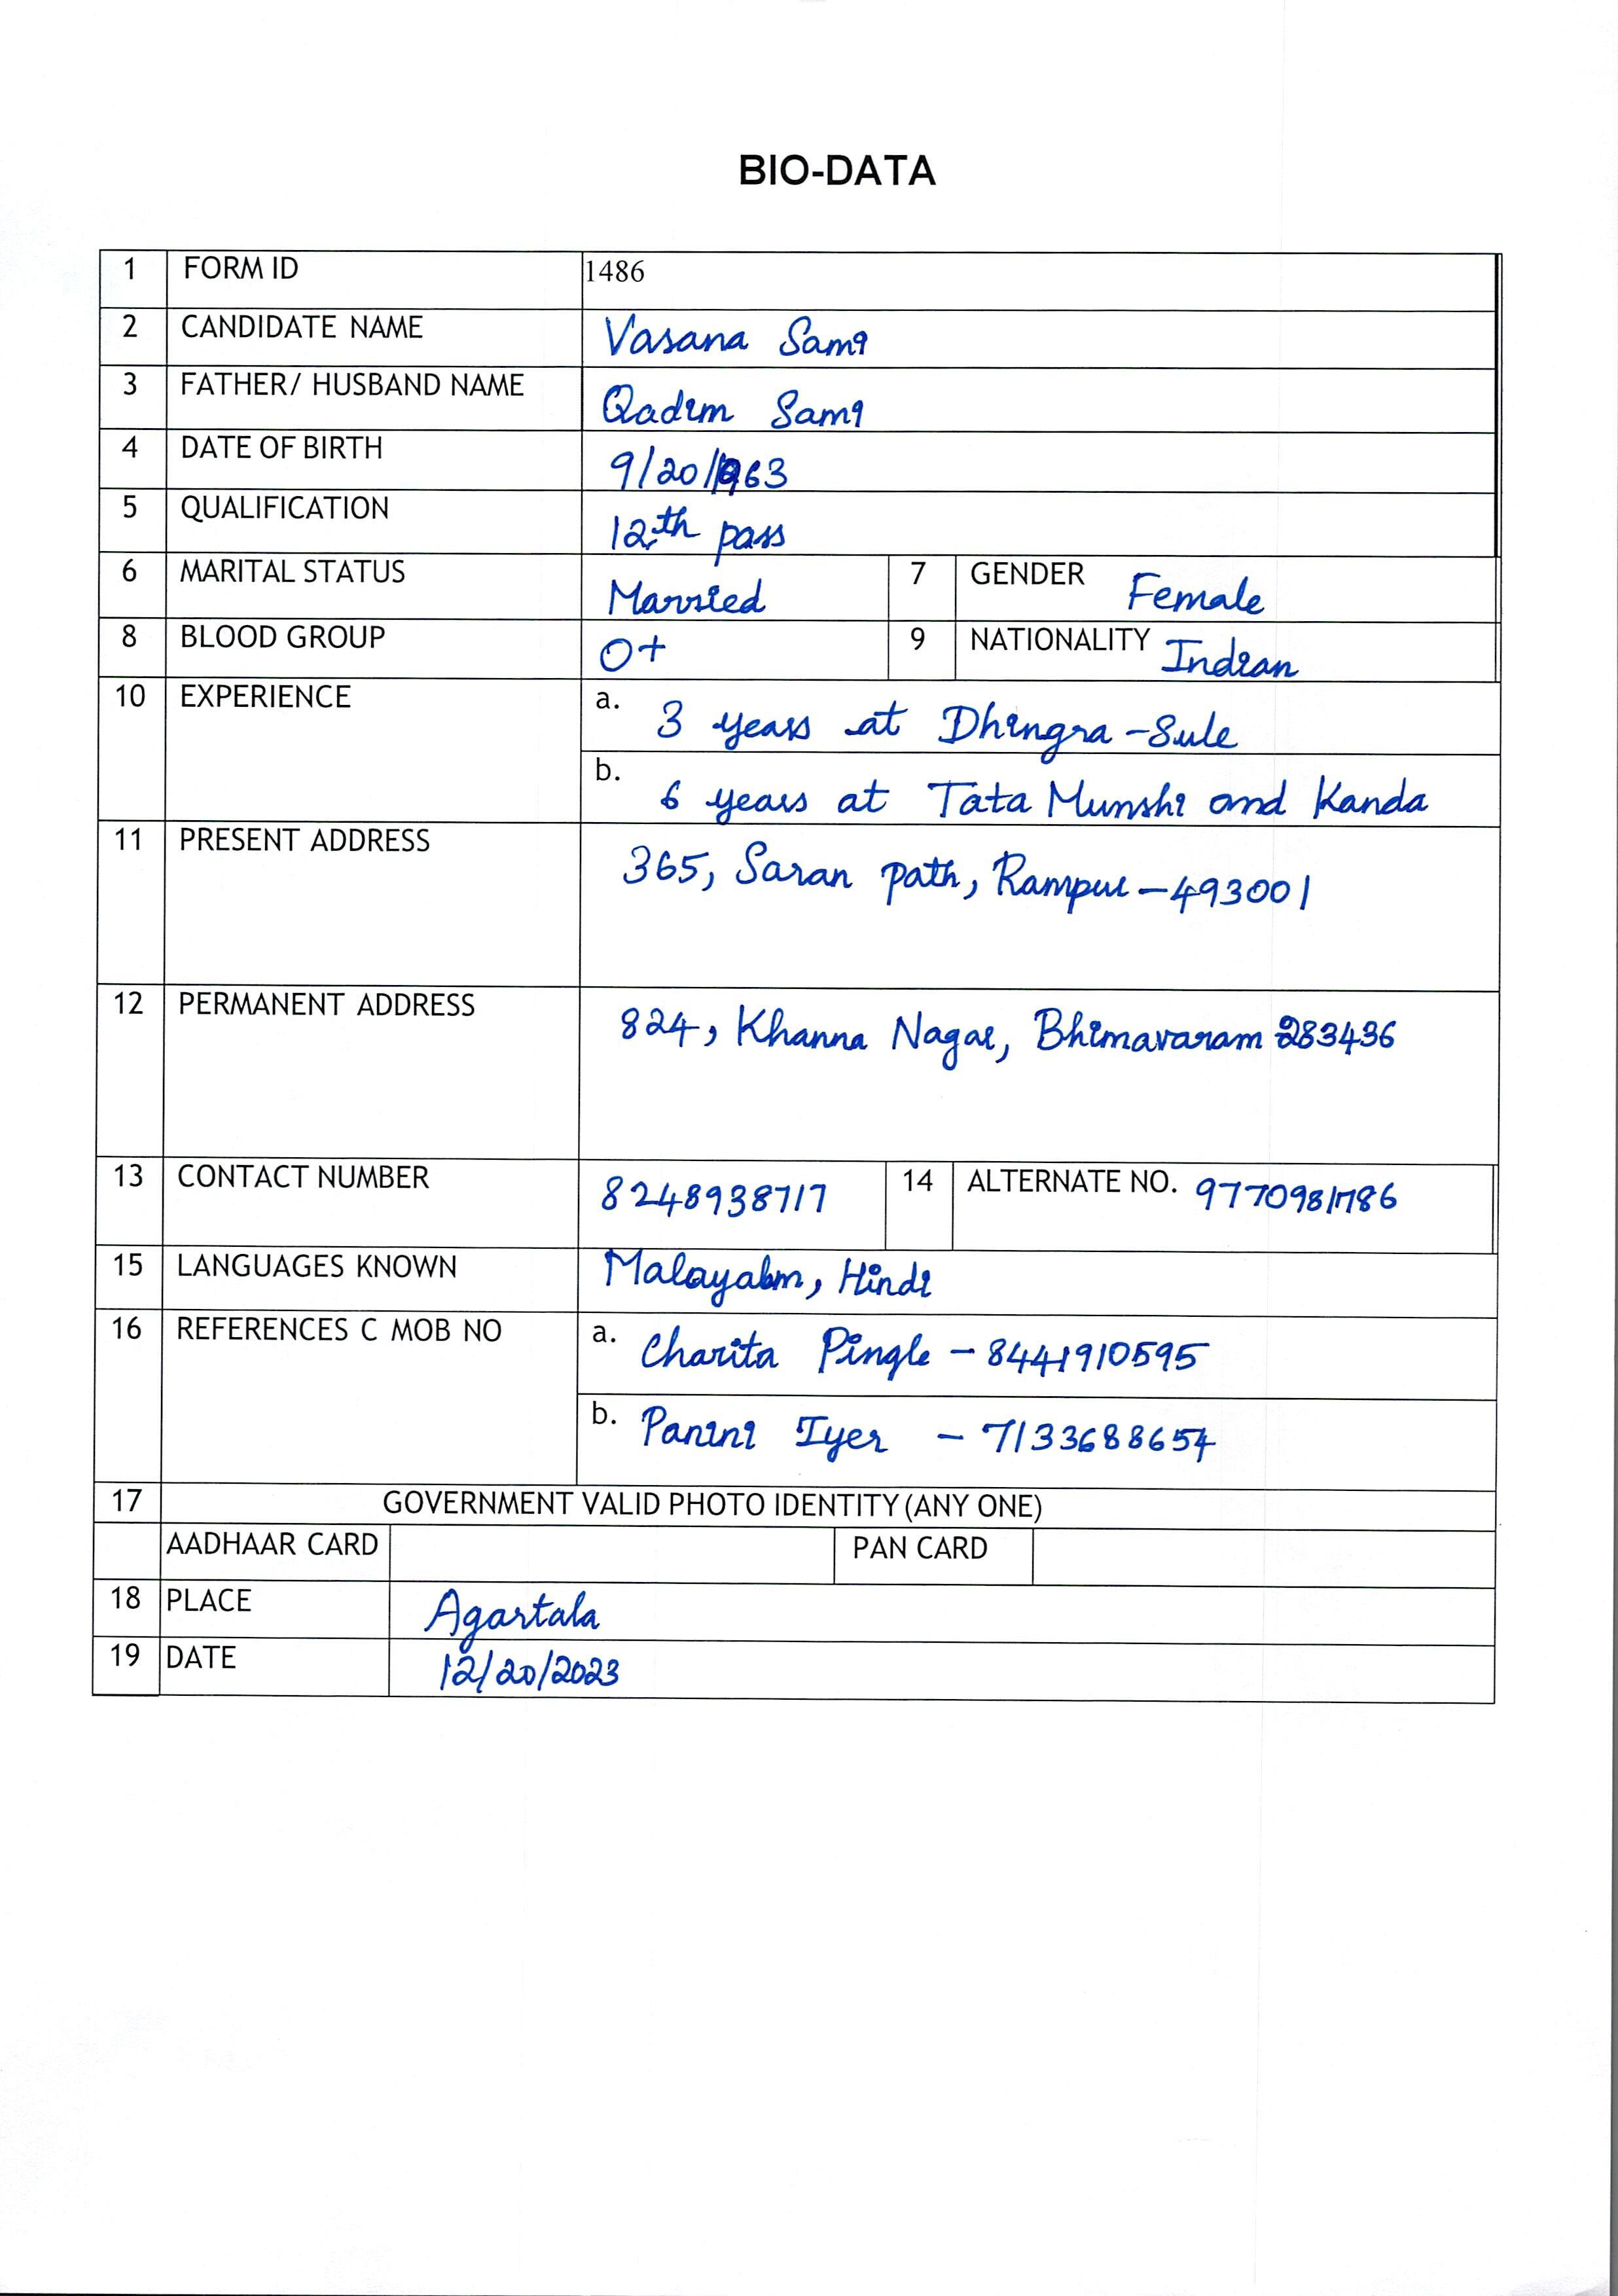 BIO-DATA
1 FORM ID 1486
2 CANDIDATE NAME Vasana Sami
3 FATHER/ HUSBAND NAME Qadim Sami
4 DATE OF BIRTH 9/20/1963
5 QUALIFICATION 12th pass
6 MARITAL STATUS Married 7 GENDER Female
8 BLOOD GROUP O+ 9 NATIONALITY Indian
10 EXPERIENCE a. 3 years at Dhingra-Sule
b. 6 years at Tata Munshi and Kanda
11 PRESENT ADDRESS 365, Saran path, Rampur-493001
12 PERMANENT ADDRESS 824, Khanna Nagar, Bhimavaram 283436
13 CONTACT NUMBER 8248938717 14 ALTERNATE NO. 9770981786
15 LANGUAGES KNOWN Malayalm, Hindi
16 REFERENCES C MOB NO a. Charita Pingle - 8441910595
b. Panini Iyer - 7133688654
17 GOVERNMENT VALID PHOTO IDENTITY (ANY ONE)
AADHAAR CARD PAN CARD
18 PLACE Agartala
19 DATE 12/20/2023